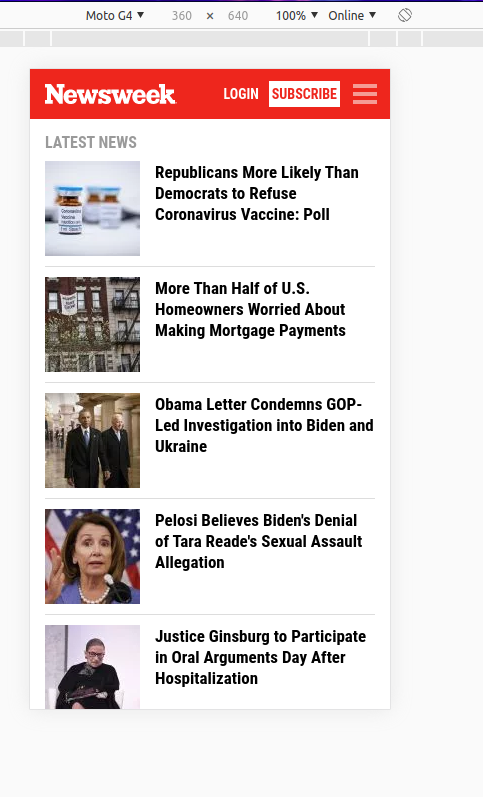 Moto G4 ▼ 360 × 640 100% ▼ Online ▼
Newsweek
LOGIN SUBSCRIBE
LATEST NEWS
Republicans More Likely Than
Democrats to Refuse
Coronavirus Vaccine: Poll
More Than Half of U.S.
Homeowners Worried About
Making Mortgage Payments
Obama Letter Condemns GOP-
Led Investigation into Biden and
Ukraine
Pelosi Believes Biden's Denial
of Tara Reade's Sexual Assault
Allegation
Justice Ginsburg to Participate
in Oral Arguments Day After
Hospitalization